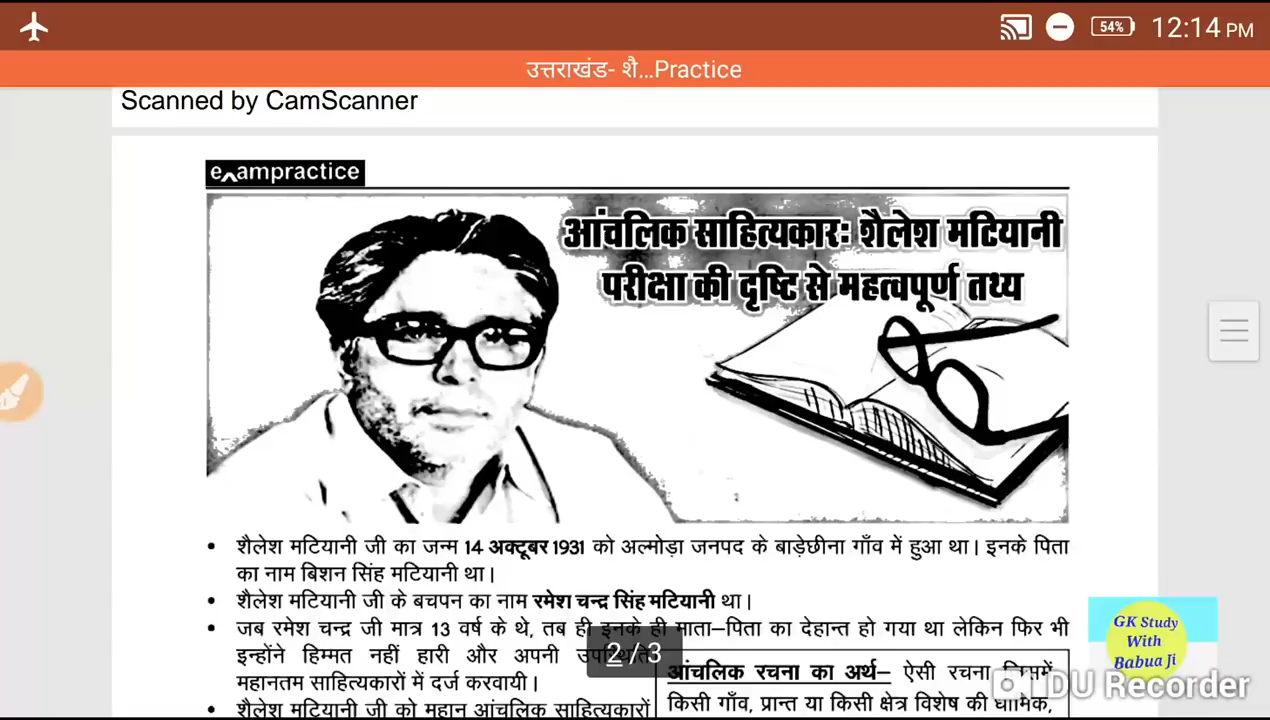 54% 12:14 PM
उत्तराखंड- शै...Practice
Scanned by CamScanner
exampractice
आंचलिक साहित्यकारः शैलेश मटियानी
परीक्षा की दृष्टि से महत्वपूर्ण तथ्य
• शैलेश मटियानी जी का जन्म 14 अक्टूबर 1931 को अल्मोड़ा जनपद के बाड़ेछीना गाँव में हुआ था। इनके पिता
का नाम बिशन सिंह मटियानी था।
• शैलेश मटियानी जी के बचपन का नाम रमेश चन्द्र सिंह मटियानी था।
• जब रमेश चन्द्र जी मात्र 13 वर्ष के थे, तब ही इनके ही माता–पिता का देहान्त हो गया था लेकिन फिर भी
इन्होंने हिम्मत नहीं हारी और अपनी उपस्थिति
महानतम साहित्यकारों में दर्ज करवायी।
• शैलेश मटियानी जी को महान आंचलिक साहित्यकारों
2 / 3
आंचलिक रचना का अर्थ– ऐसी रचना जिसमें
किसी गाँव, प्रान्त या किसी क्षेत्र विशेष की धार्मिक,
GK Study
With
Babua Ji
DU Recorder